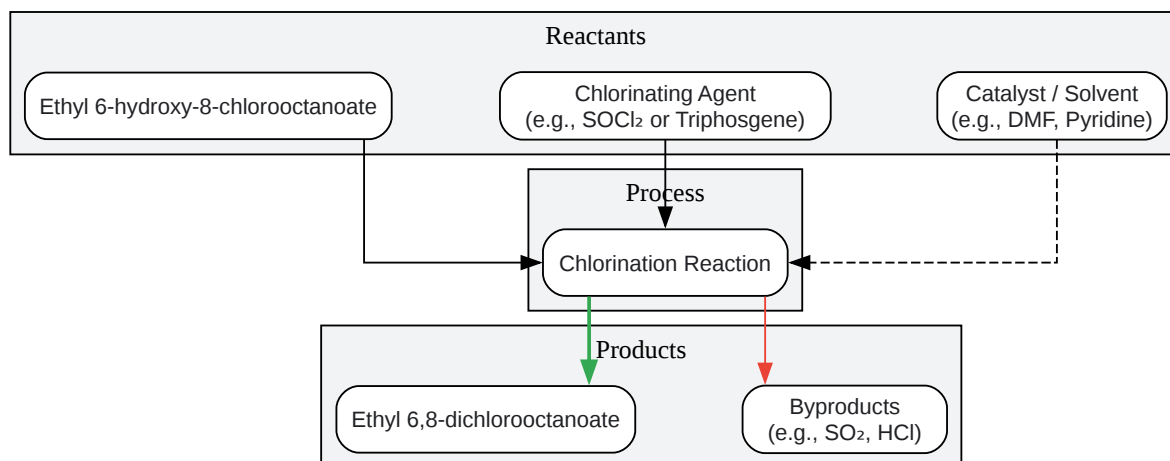 Reactants
Ethyl 6-hydroxy-8-chlorooctanoate
Chlorinating Agent
(e.g., SOCl₂ or Triphosgene)
Catalyst / Solvent
(e.g., DMF, Pyridine)
Process
Chlorination Reaction
Products
Ethyl 6,8-dichlorooctanoate
Byproducts
(e.g., SO₂, HCl)